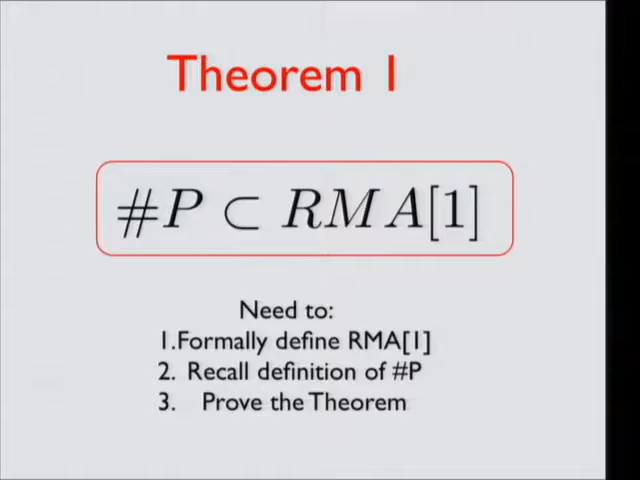 Theorem 1
#P ⊂ RMA[1]
Need to:
1.Formally define RMA[1]
2. Recall definition of #P
3. Prove the Theorem